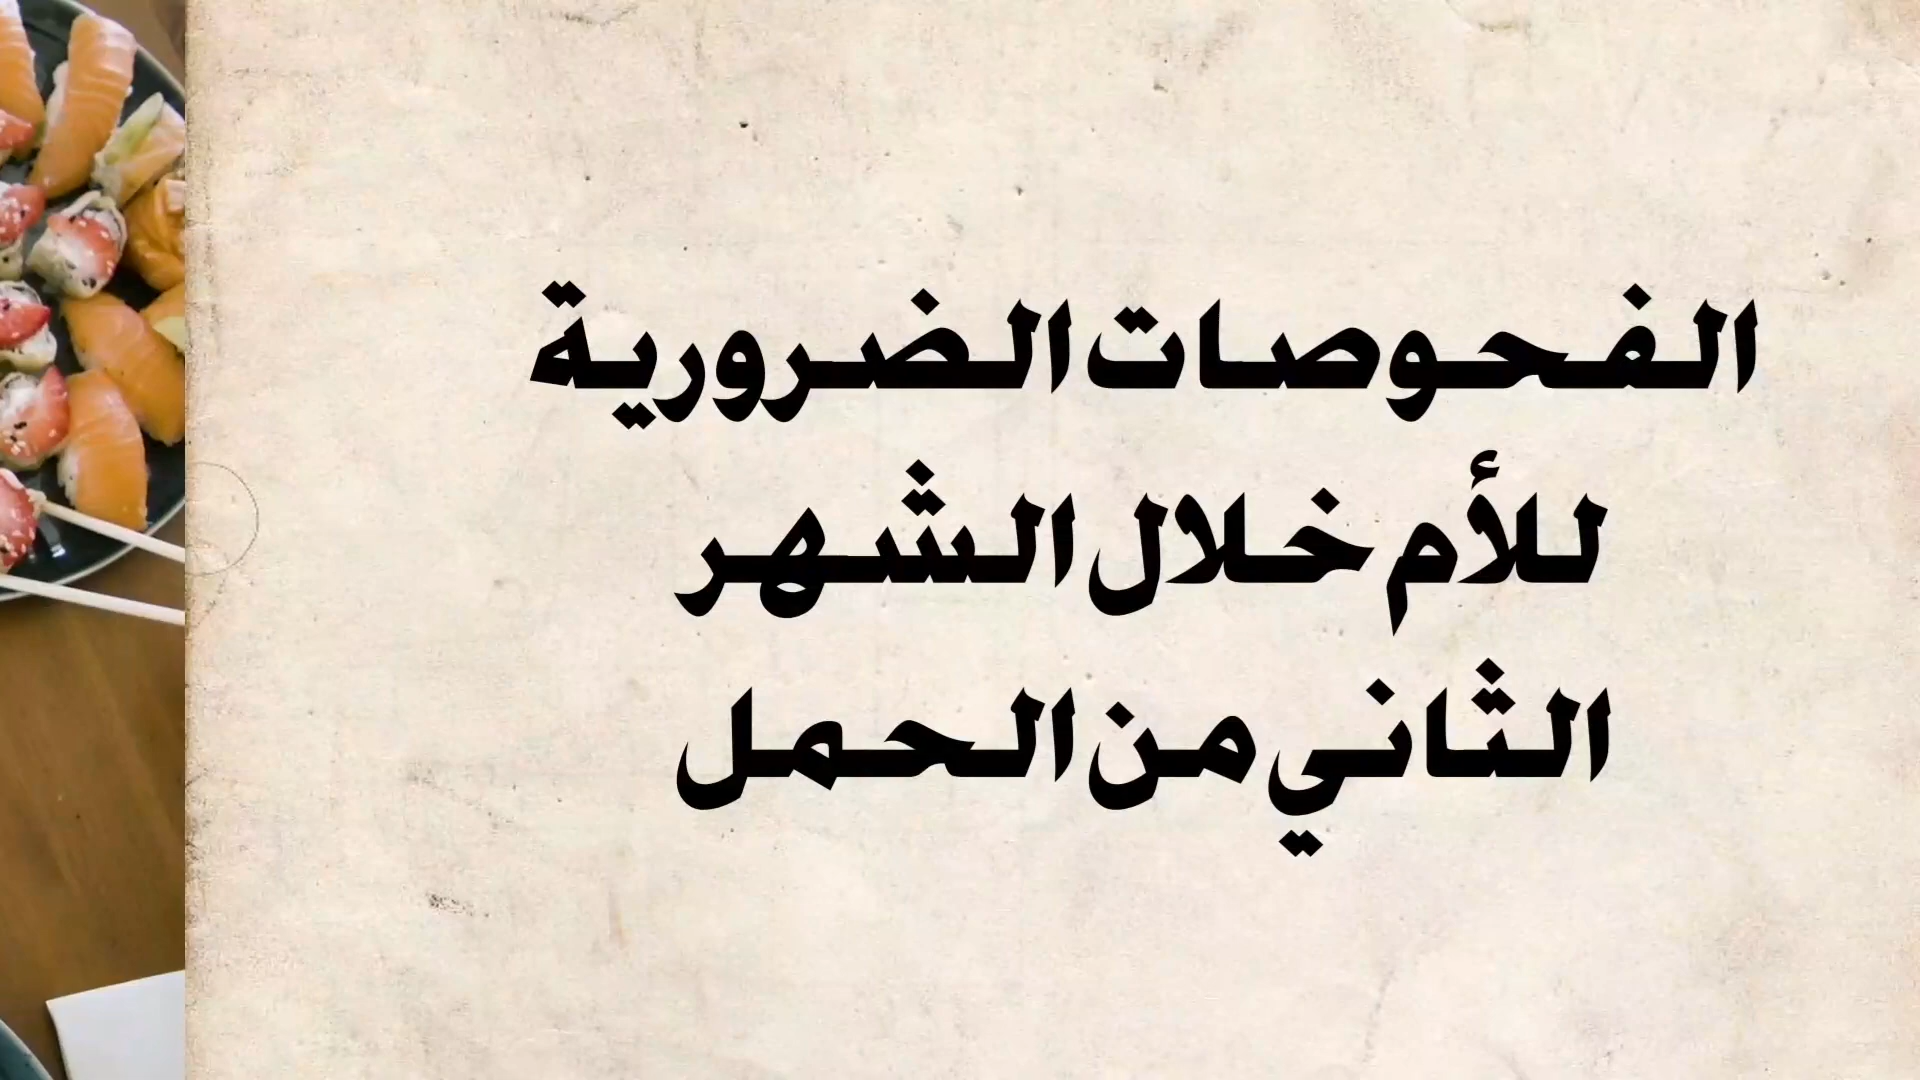 الفحوصات الضرورية
للأم خلال الشهر
الثاني من الحمل